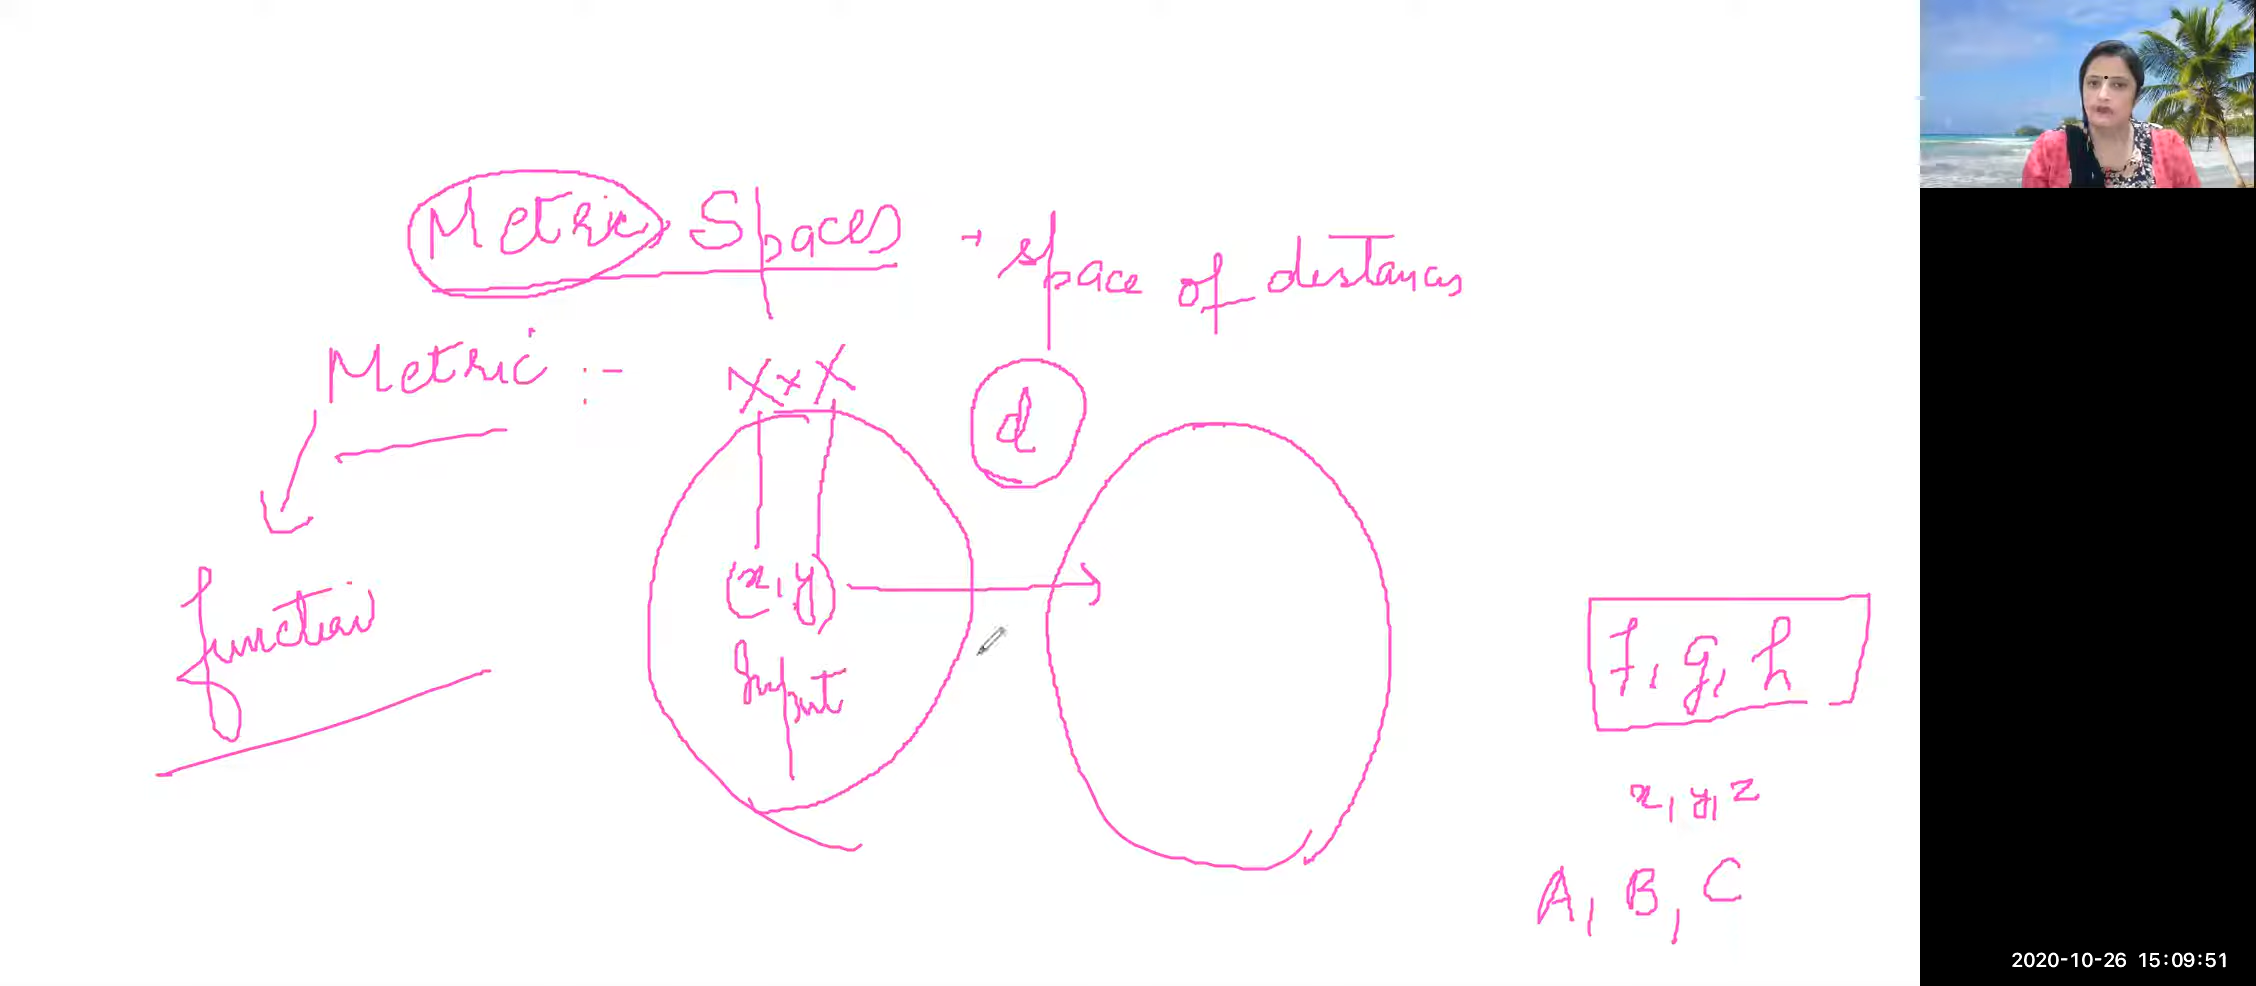 Metric Spaces → space of distances
Metric :-
X × X
d
(x, y)
function
Input
f, g, h
x, y, z
A, B, C
2020-10-26 15:09:51